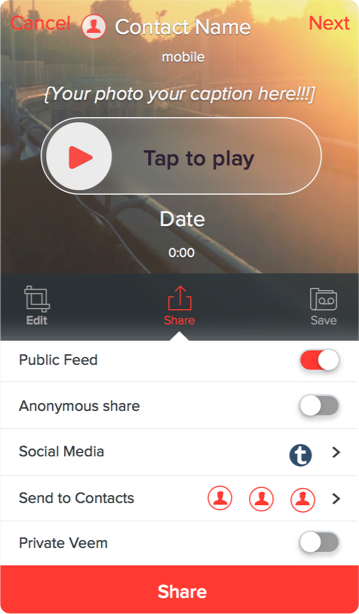 Cancel Contact Name Next
mobile
{Your photo your caption here!!!]
Tap to play
Date
0:00
Edit Share Save
Public Feed
Anonymous share
Social Media t
Send to Contacts
Private Veem
Share